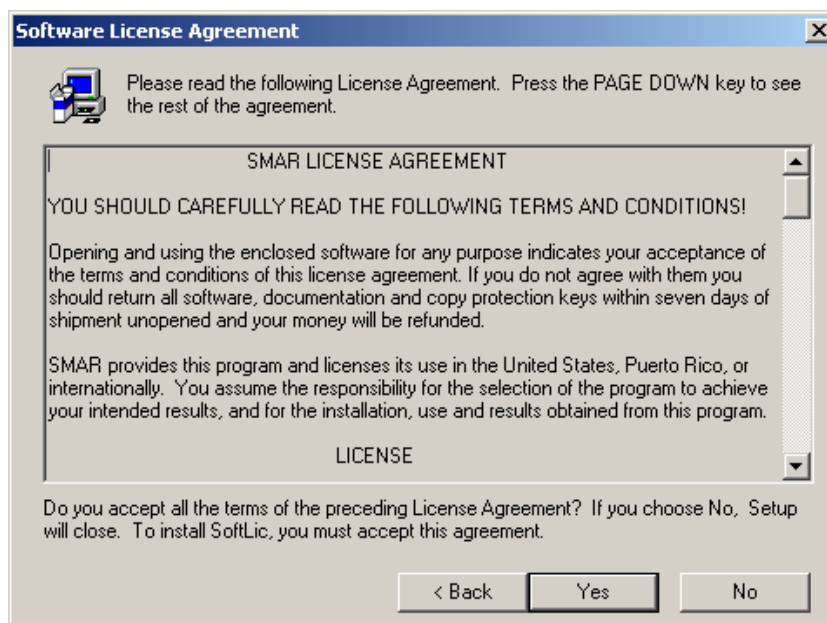 Software License Agreement
Please read the following License Agreement.  Press the PAGE DOWN key to see
the rest of the agreement.
SMAR LICENSE AGREEMENT
YOU SHOULD CAREFULLY READ THE FOLLOWING TERMS AND CONDITIONS!
Opening and using the enclosed software for any purpose indicates your acceptance of
the terms and conditions of this license agreement. If you do not agree with them you
should return all software, documentation and copy protection keys within seven days of
shipment unopened and your money will be refunded.
SMAR provides this program and licenses its use in the United States, Puerto Rico, or
internationally.  You assume the responsibility for the selection of the program to achieve
your intended results, and for the installation, use and results obtained from this program.
LICENSE
Do you accept all the terms of the preceding License Agreement?  If you choose No,  Setup
will close.  To install SoftLic, you must accept this agreement.
< Back
Yes
No